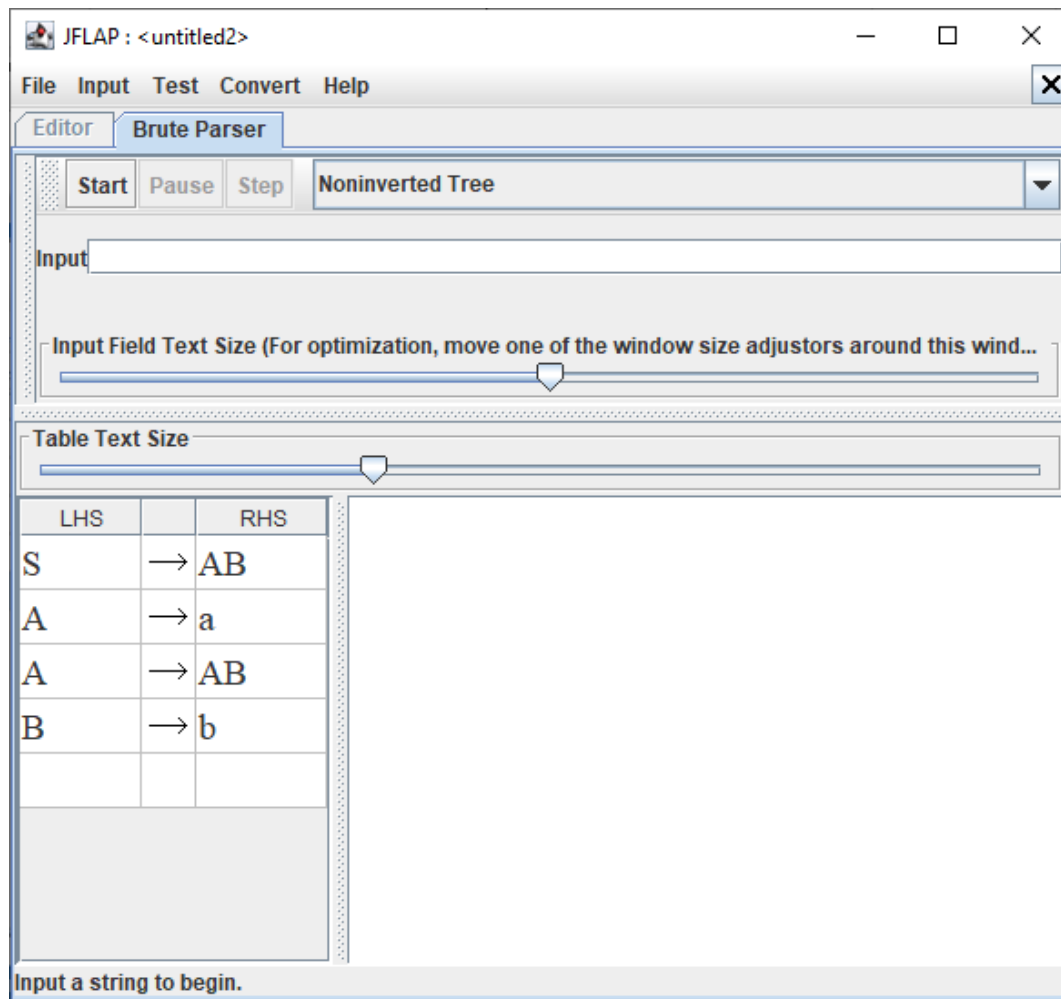 JFLAP : <untitled2>
File Input Test Convert Help
Editor Brute Parser
Start Pause Step Noninverted Tree
Input
Input Field Text Size (For optimization, move one of the window size adjustors around this wind...
Table Text Size
LHS RHS
S → AB
A → a
A → AB
B → b
Input a string to begin.